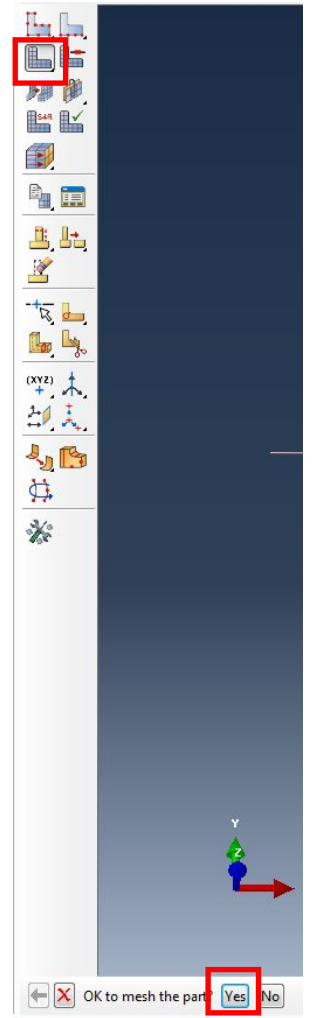 S4R
(XYZ)
Y
Z
OK to mesh the part? Yes No